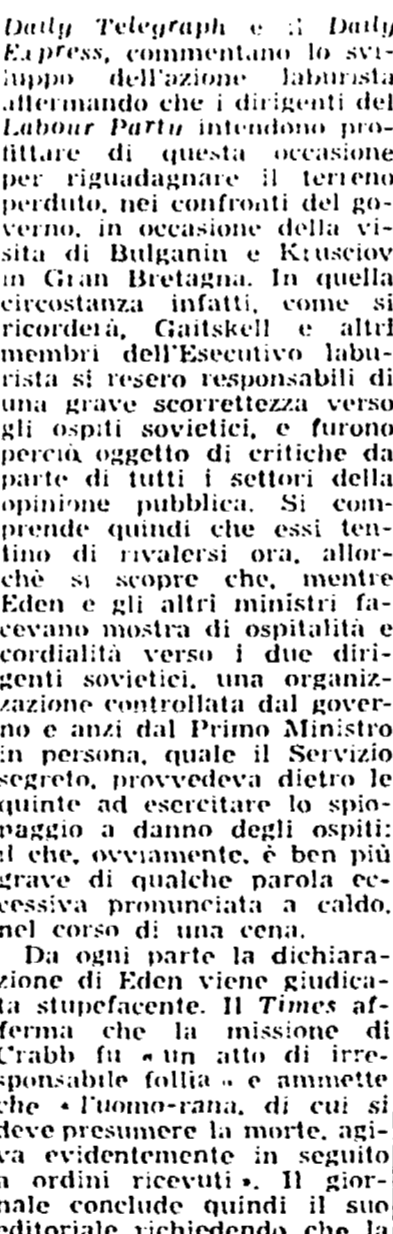 Daily Telegraph e il Daily
Express, commentano lo svi-
luppo dell'azione laburista
affermando che i dirigenti del
Labour Party intendono pro-
fittare di questa occasione
per riguadagnare il terreno
perduto, nei confronti del go-
verno, in occasione della vi-
sita di Bulganin e Krusciov
in Gran Bretagna. In quella
circostanza infatti, come si
ricorderà, Gaitskell e altri
membri dell'Esecutivo labu-
rista si resero responsabili di
una grave scorrettezza verso
gli ospiti sovietici, e furono
perciò oggetto di critiche da
parte di tutti i settori della
opinione pubblica. Si com-
prende quindi che essi ten-
tino di rivalersi ora, allor-
chè si scopre che, mentre
Eden e gli altri ministri fa-
cevano mostra di ospitalità e
cordialità verso i due diri-
genti sovietici, una organiz-
zazione controllata dal gover-
no e anzi dal Primo Ministro
in persona, quale il Servizio
segreto, provvedeva dietro le
quinte ad esercitare lo spio-
naggio a danno degli ospiti:
il che, ovviamente, è ben più
grave di qualche parola ec-
cessiva pronunciata a caldo,
nel corso di una cena.
Da ogni parte la dichiara-
zione di Eden viene giudica-
ta stupefacente. Il Times af-
ferma che la missione di
Crabb fu « un atto di irre-
sponsabile follia » e ammette
che « l'uomo-rana, di cui si
deve presumere la morte, agi-
va evidentemente in seguito
a ordini ricevuti ». Il gior-
nale conclude quindi il suo
editoriale richiedendo che la